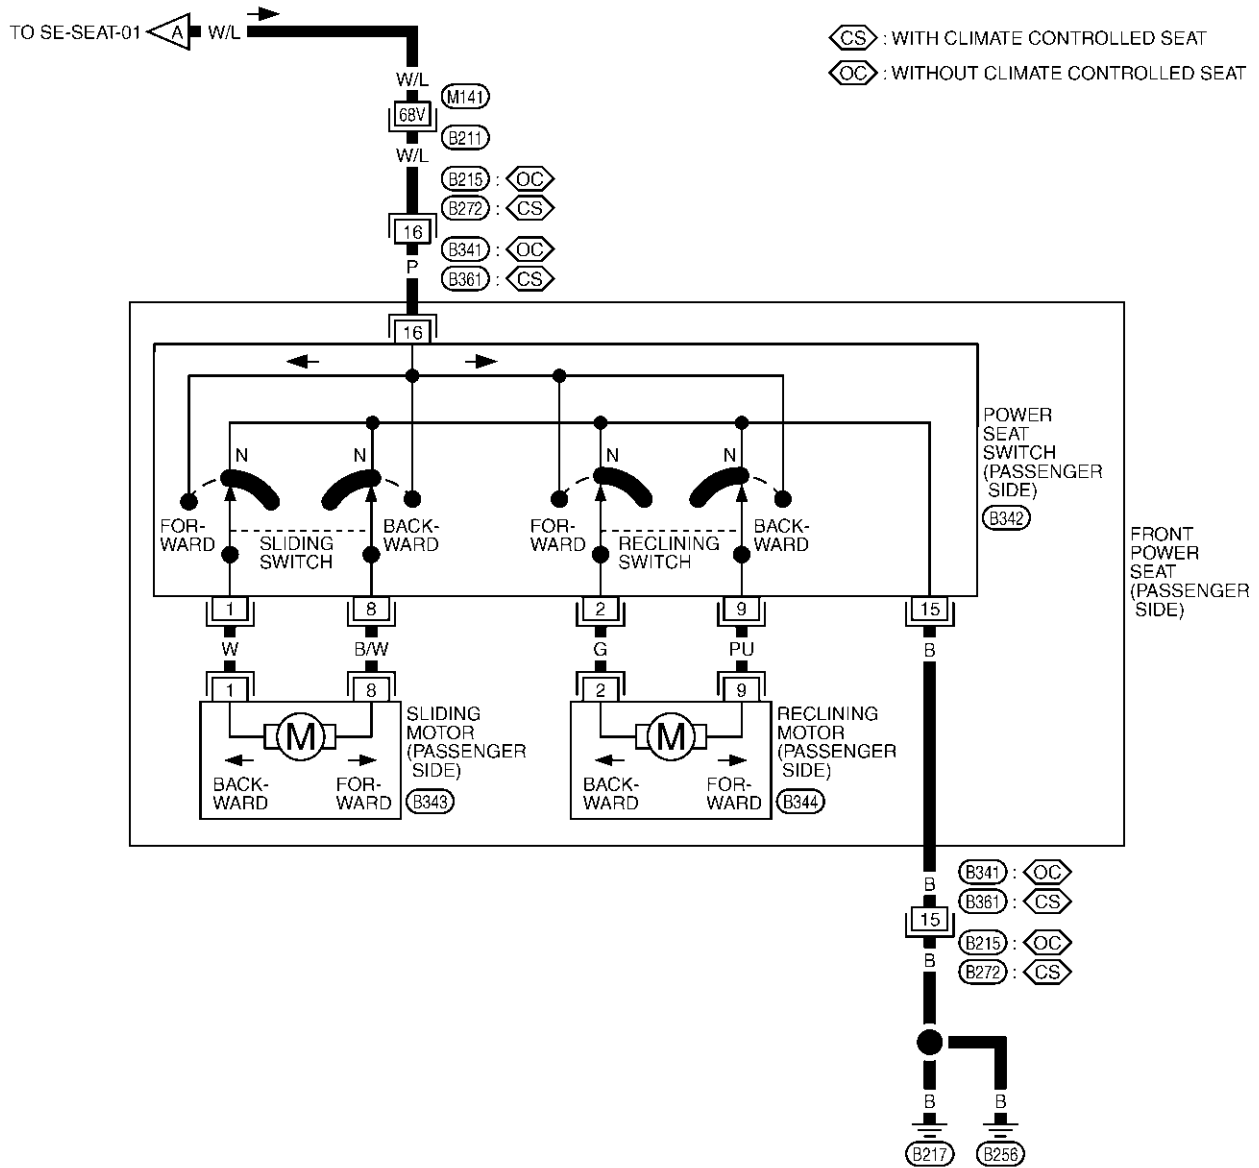 TO SE-SEAT-01 A W/L
CS : WITH CLIMATE CONTROLLED SEAT
OC : WITHOUT CLIMATE CONTROLLED SEAT
W/L
68V M141
B211
W/L
B215 : OC
B272 : CS
16
B341 : OC
P
B361 : CS
16
N N N N
FOR-
WARD
SLIDING
SWITCH
BACK-
WARD
FOR-
WARD
RECLINING
SWITCH
BACK-
WARD
POWER
SEAT
SWITCH
(PASSENGER
SIDE)
B342
FRONT
POWER
SEAT
(PASSENGER
SIDE)
1 8 2 9 15
W B/W G PU B
1 8 2 9
M
BACK-
WARD
FOR-
WARD
SLIDING
MOTOR
(PASSENGER
SIDE)
B343
M
BACK-
WARD
FOR-
WARD
RECLINING
MOTOR
(PASSENGER
SIDE)
B344
B341 : OC
B
B361 : CS
15
B215 : OC
B
B272 : CS
B B
B217 B256